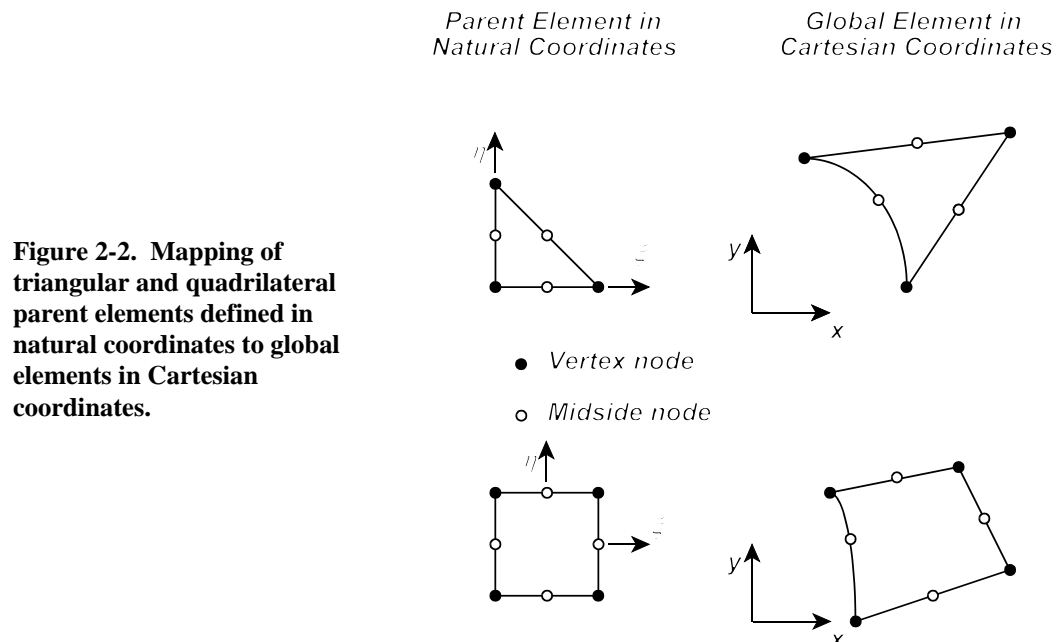 Parent Element in
Natural Coordinates
Global Element in
Cartesian Coordinates
η
Figure 2-2. Mapping of
triangular and quadrilateral
parent elements defined in
natural coordinates to global
elements in Cartesian
coordinates.
y
x
Vertex node
Midside node
η
y
x